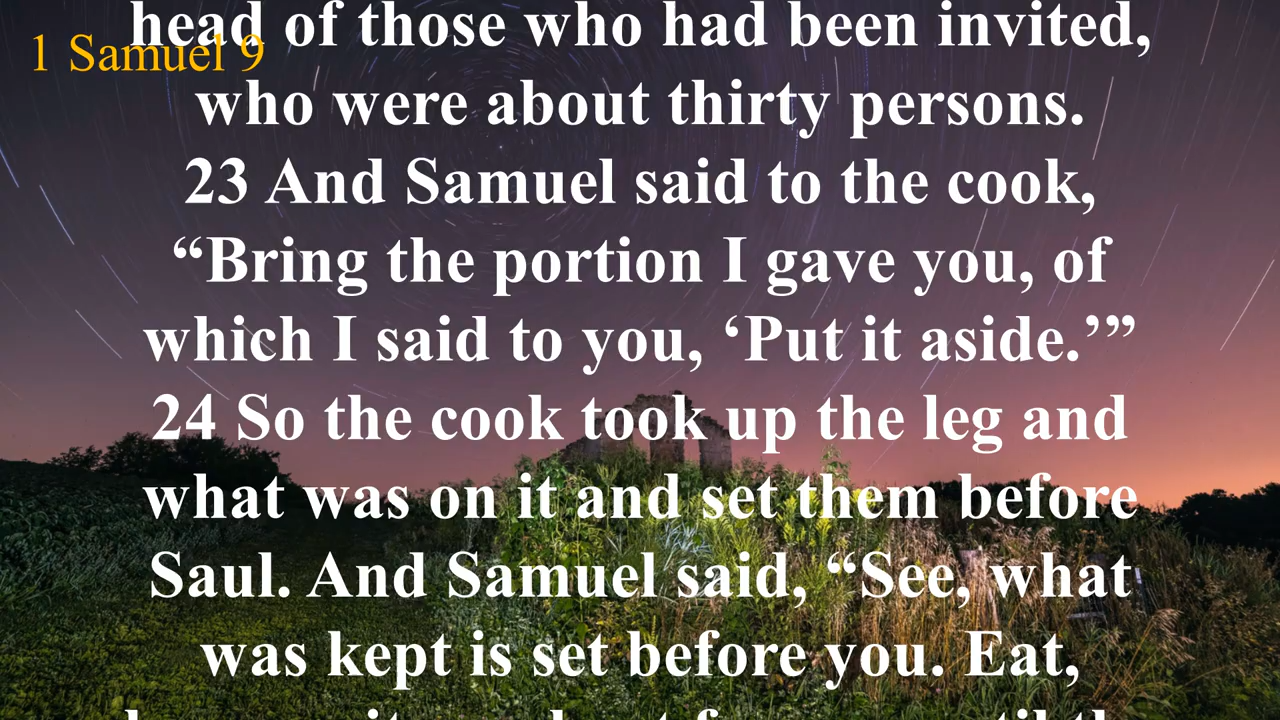 1 Samuel 9
head of those who had been invited,
who were about thirty persons.
23 And Samuel said to the cook,
“Bring the portion I gave you, of
which I said to you, ‘Put it aside.’”
24 So the cook took up the leg and
what was on it and set them before
Saul. And Samuel said, “See, what
was kept is set before you. Eat,